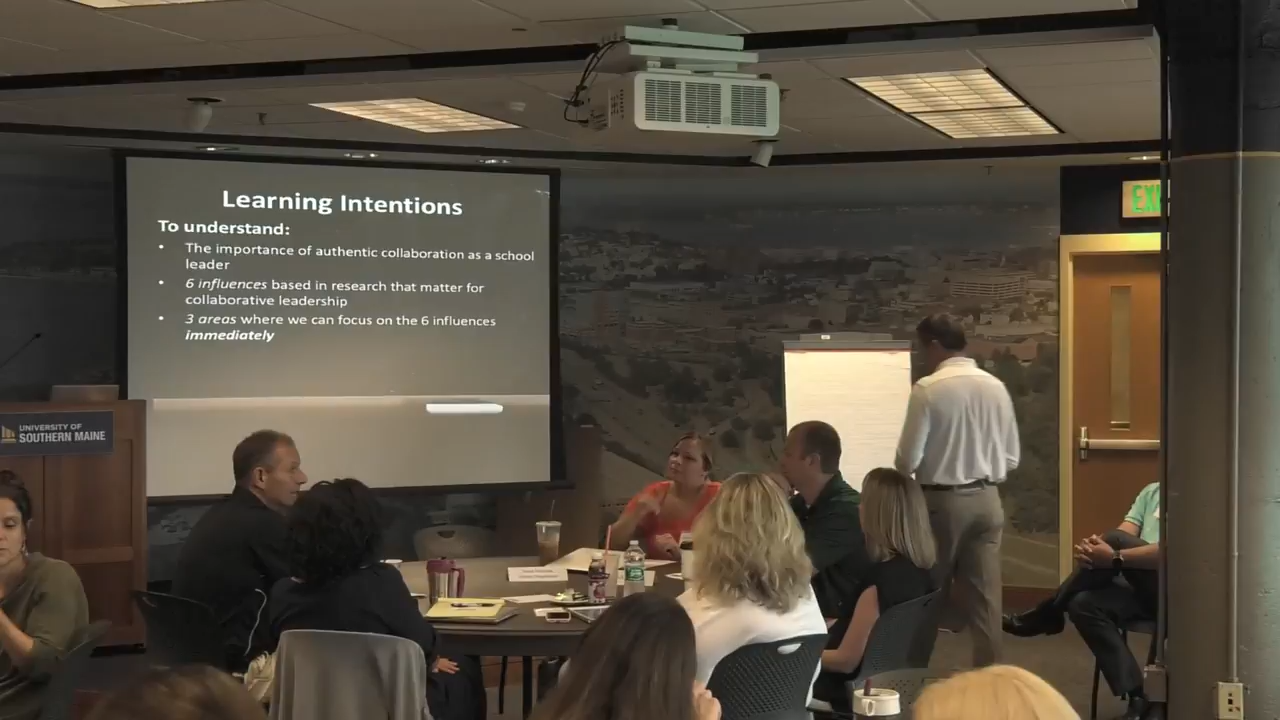 Learning Intentions
To understand:
• The importance of authentic collaboration as a school
leader
• 6 influences based in research that matter for
collaborative leadership
• 3 areas where we can focus on the 6 influences
immediately
EXI
UNIVERSITY OF
SOUTHERN MAINE